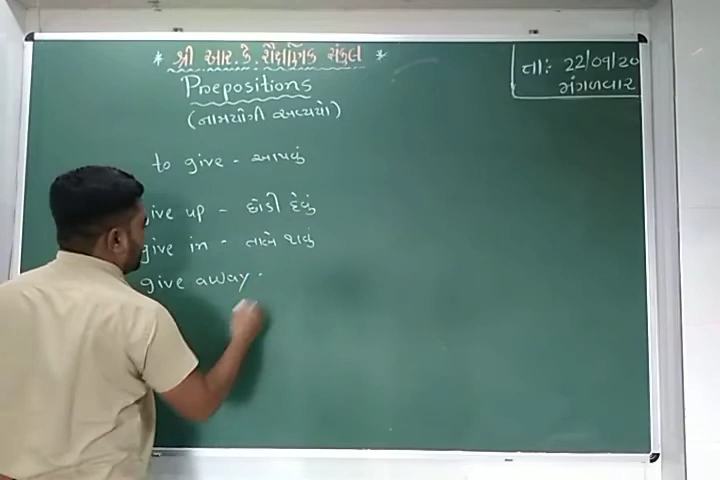 * શ્રી આર.કે. શૈક્ષણિક સંકુલ *
તા: 22/09/20
મંગળવાર
Prepositions
(નામયોગી અવ્યયો)
to give - આપવું
give up - છોડી દેવું
give in - તાબે થવું
give away -